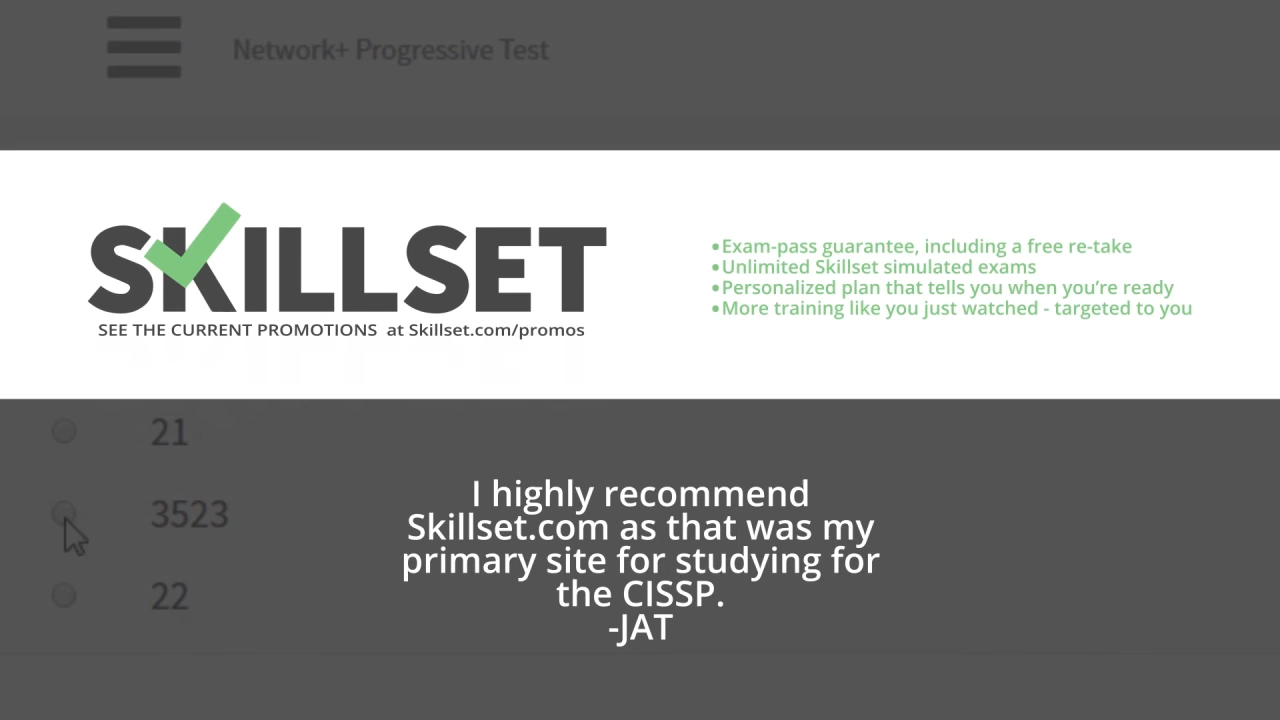 Network+ Progressive Test
SKILLSET
SEE THE CURRENT PROMOTIONS at Skillset.com/promos
•Exam-pass guarantee, including a free re-take
•Unlimited Skillset simulated exams
•Personalized plan that tells you when you're ready
•More training like you just watched - targeted to you
21
3523
22
I highly recommend
Skillset.com as that was my
primary site for studying for
the CISSP.
-JAT